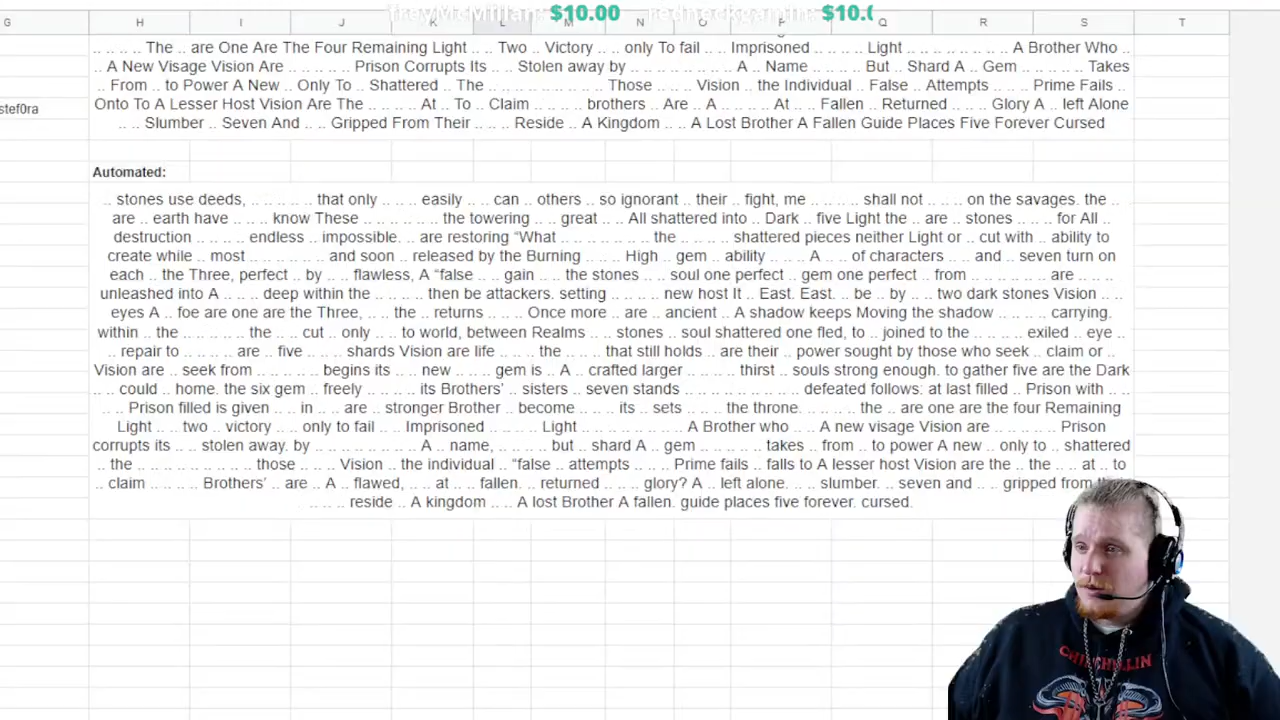 $10.00 $10.(
H I J K L M N O P Q R S T
.. .. .. .. The .. are One Are The Four Remaining Light .. .. Two .. Victory .. .. only To fail .. .. Imprisoned .. .. .. Light .. .. .. .. .. .. .. A Brother Who ..
.. A New Visage Vision Are .. .. .. .. .. Prison Corrupts Its .. .. Stolen away by .. .. .. .. .. .. .. A .. Name .. .. .. But .. Shard A .. Gem .. .. .. .. .. Takes
.. From .. to Power A New .. Only To .. Shattered .. The .. .. .. .. .. .. .. Those .. .. .. Vision .. the Individual .. False .. Attempts .. .. .. Prime Fails ..
stef0ra
Onto To A Lesser Host Vision Are The .. .. .. .. At .. To .. Claim .. .. .. brothers .. Are .. A .. .. .. At .. .. Fallen .. Returned .. .. .. Glory A .. left Alone
.. .. Slumber .. Seven And .. .. Gripped From Their .. .. .. Reside .. A Kingdom .. .. A Lost Brother A Fallen Guide Places Five Forever Cursed
Automated:
.. stones use deeds, .. .. .. .. .. that only .. .. .. easily .. .. can .. others .. so ignorant .. their .. fight, me .. .. .. .. shall not .. .. on the savages. the ..
are .. earth have .. .. .. know These .. .. .. .. .. the towering .. .. great .. .. All shattered into .. Dark .. five Light the .. are .. stones .. .. .. for All ..
destruction .. .. .. .. endless .. impossible. .. are restoring “What .. .. .. .. .. .. the .. .. .. .. shattered pieces neither Light or .. cut with .. ability to
create while .. most .. .. .. .. .. and soon .. released by the Burning .. .. .. High .. gem .. ability .. .. .. A .. .. of characters .. .. .. and .. seven turn on
each .. the Three, perfect .. by .. flawless, A “false .. .. gain .. .. the stones .. .. soul one perfect .. gem one perfect .. from .. .. .. .. .. are .. ..
unleashed into A .. .. .. deep within the .. .. .. .. then be attackers. setting .. .. .. .. new host It .. East. East. .. be .. by .. .. two dark stones Vision .. ..
eyes A .. foe are one are the Three, .. .. the .. returns .. .. Once more .. are .. ancient .. A shadow keeps Moving the shadow .. .. .. .. carrying.
within .. the .. .. .. .. .. the .. .. cut .. only .. to world, between Realms .. .. stones .. soul shattered one fled, to .. joined to the .. .. .. .. exiled .. eye ..
.. repair to .. .. .. .. are .. five .. .. .. shards Vision are life .. .. the .. .. .. that still holds .. are their .. power sought by those who seek .. claim or ..
Vision are .. seek from .. .. .. .. begins its .. new .. .. gem is .. A .. crafted larger .. .. .. thirst .. souls strong enough. to gather five are the Dark
.. could .. home. the six gem .. freely .. .. .. its Brothers’ .. sisters .. seven stands .. .. .. .. .. .. defeated follows. at last filled .. Prison with ..
.. .. Prison filled is given .. .. in .. .. are .. stronger Brother .. become .. .. its .. sets .. .. the throne. .. .. .. .. the .. are one are the four Remaining
Light .. .. two .. victory .. .. only to fail .. .. Imprisoned .. .. .. Light .. .. .. .. .. .. .. A Brother who .. .. A new visage Vision are .. .. .. .. .. Prison
corrupts its .. .. stolen away. by .. .. .. .. .. .. .. A .. name, .. .. .. but .. shard A .. gem .. .. .. .. .. takes .. from .. to power A new .. only to .. shattered
.. the .. .. .. .. .. .. .. those .. .. .. Vision .. the individual .. “false .. attempts .. .. .. Prime fails .. falls to A lesser host Vision are the .. the .. .. at .. to
.. claim .. .. .. Brothers’ .. are .. A .. flawed, .. .. at .. .. fallen. .. returned .. .. .. glory? A .. left alone. .. .. slumber. .. seven and .. .. gripped from
.. .. .. reside .. A kingdom .. .. A lost Brother A fallen. guide places five forever. cursed.